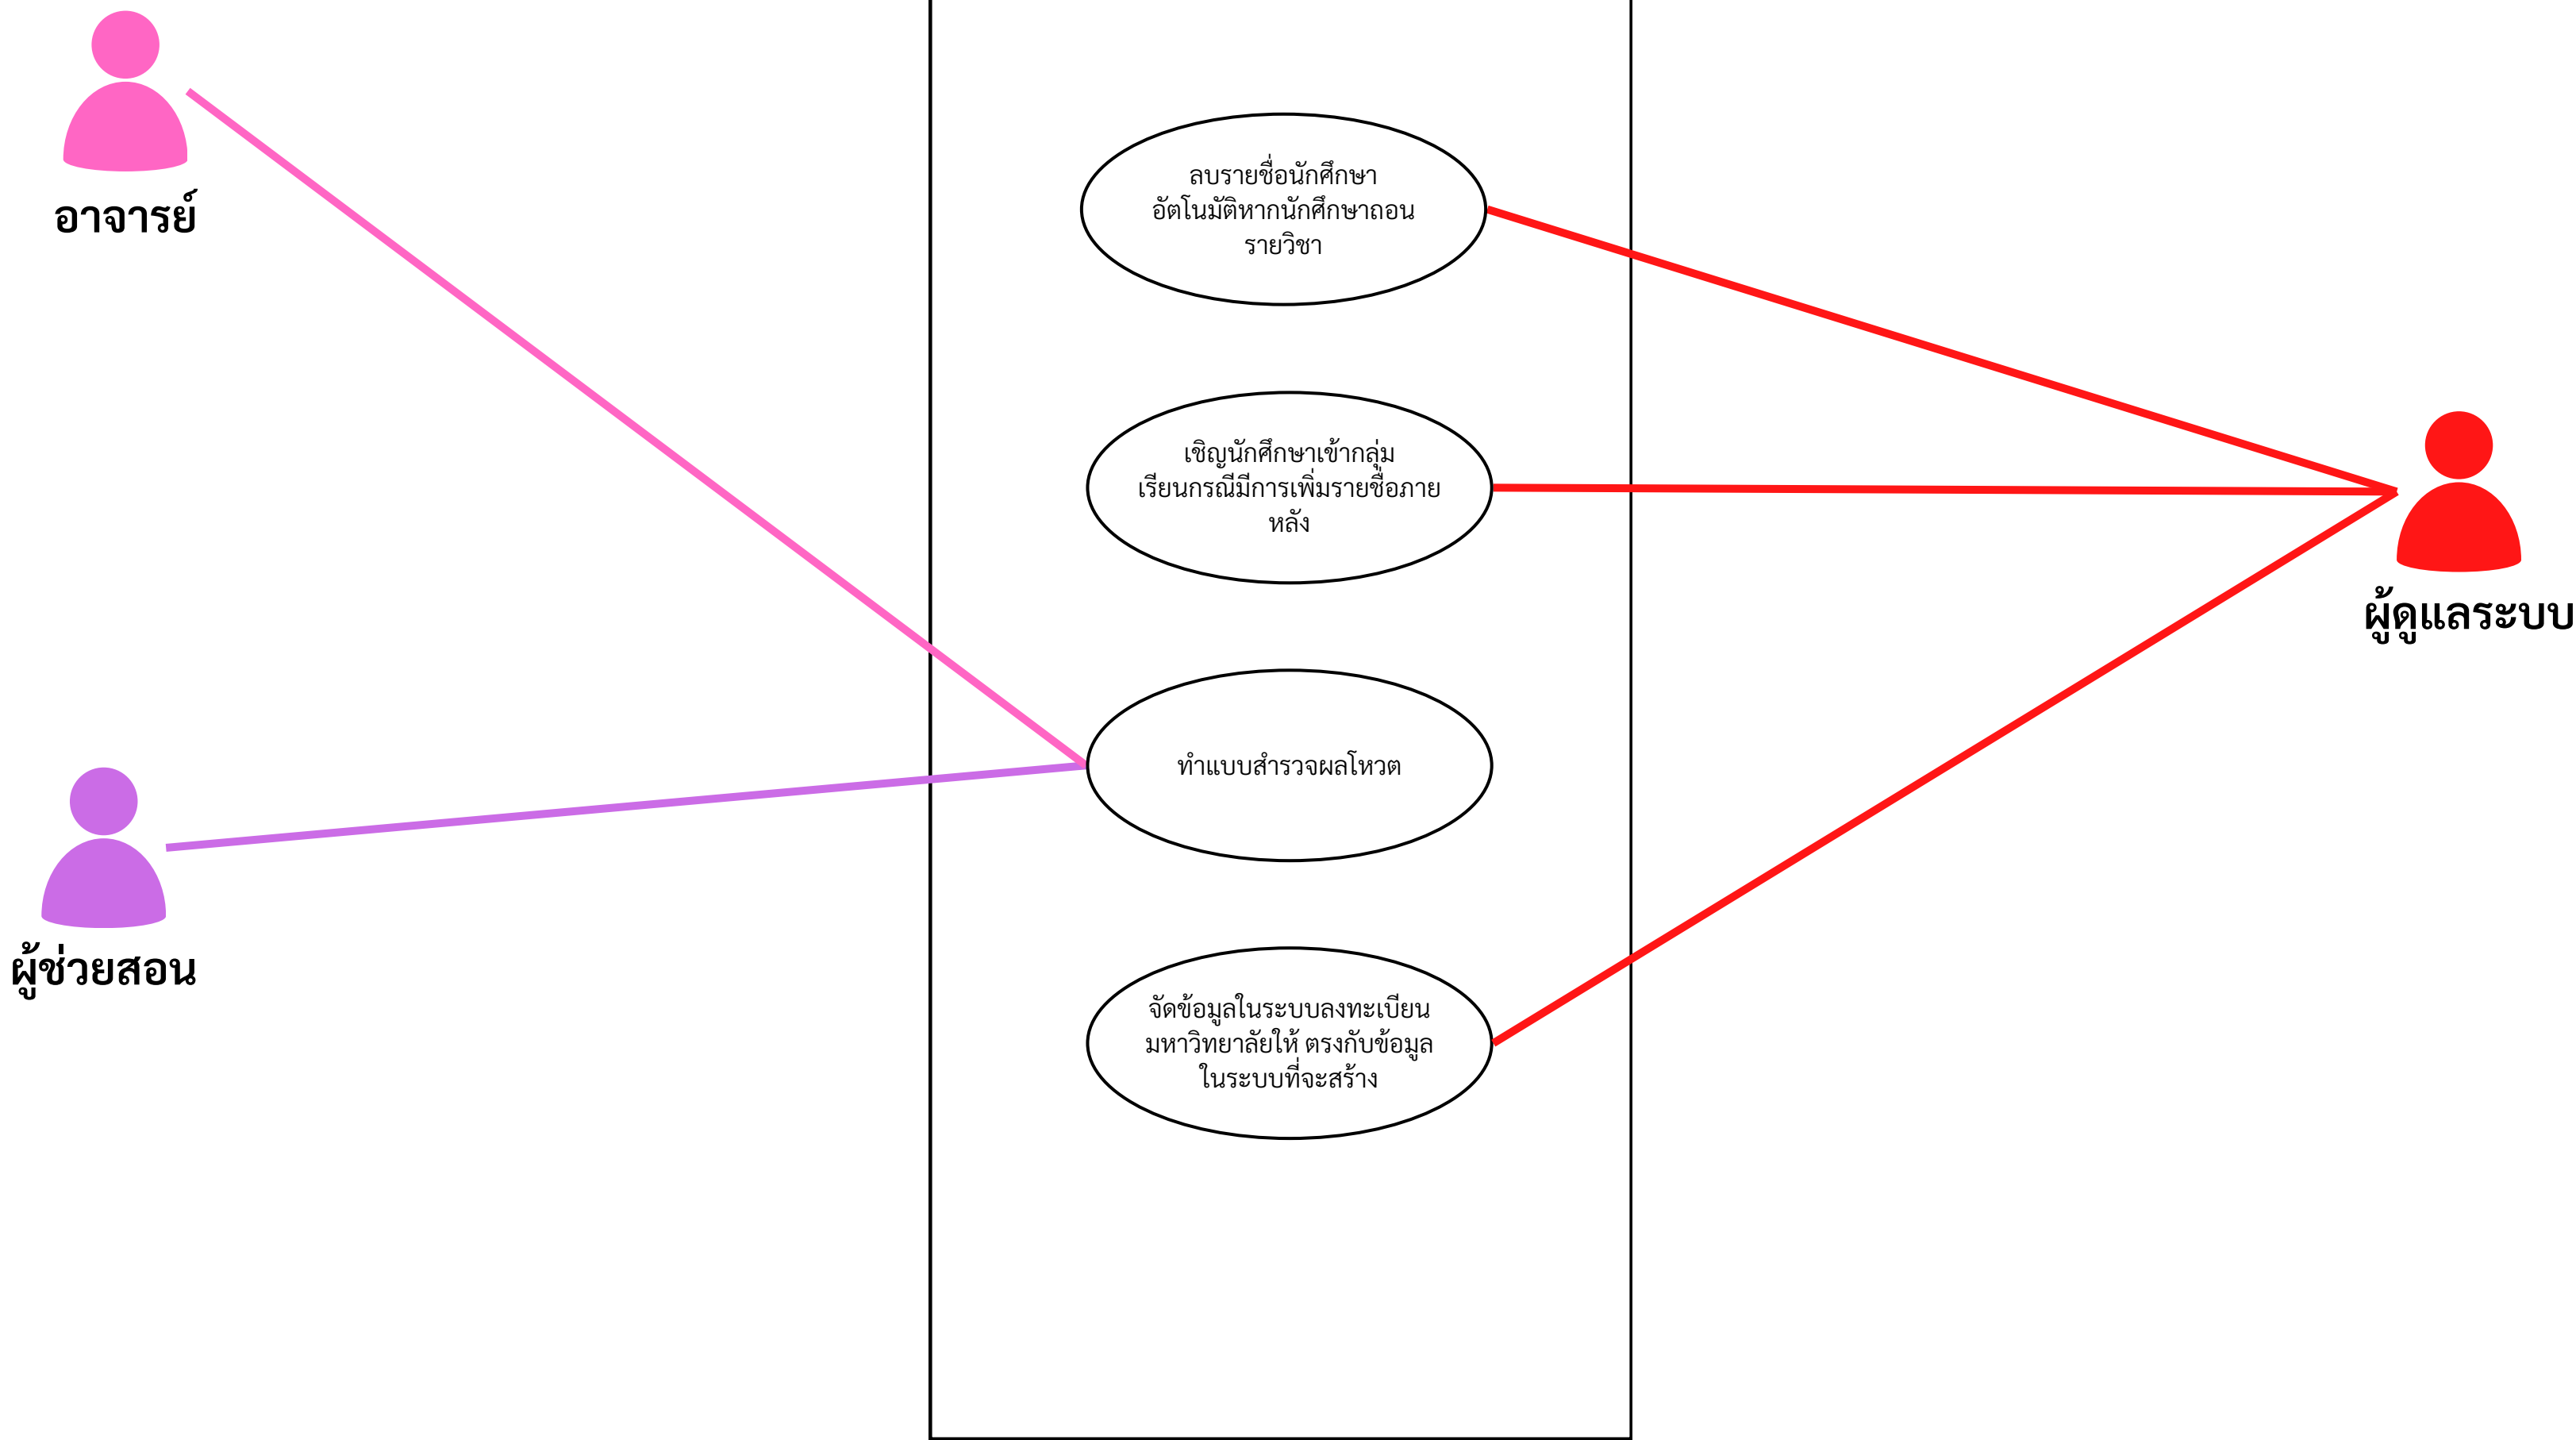 อาจารย์
ลบรายชื่อนักศึกษา
อัตโนมัติหากนักศึกษาถอน
รายวิชา
เชิญนักศึกษาเข้ากลุ่ม
เรียนกรณีมีการเพิ่มรายชื่อภาย
หลัง
ผู้ดูแลระบบ
ทำแบบสำรวจผลโหวต
ผู้ช่วยสอน
จัดข้อมูลในระบบลงทะเบียน
มหาวิทยาลัยให้ ตรงกับข้อมูล
ในระบบที่จะสร้าง